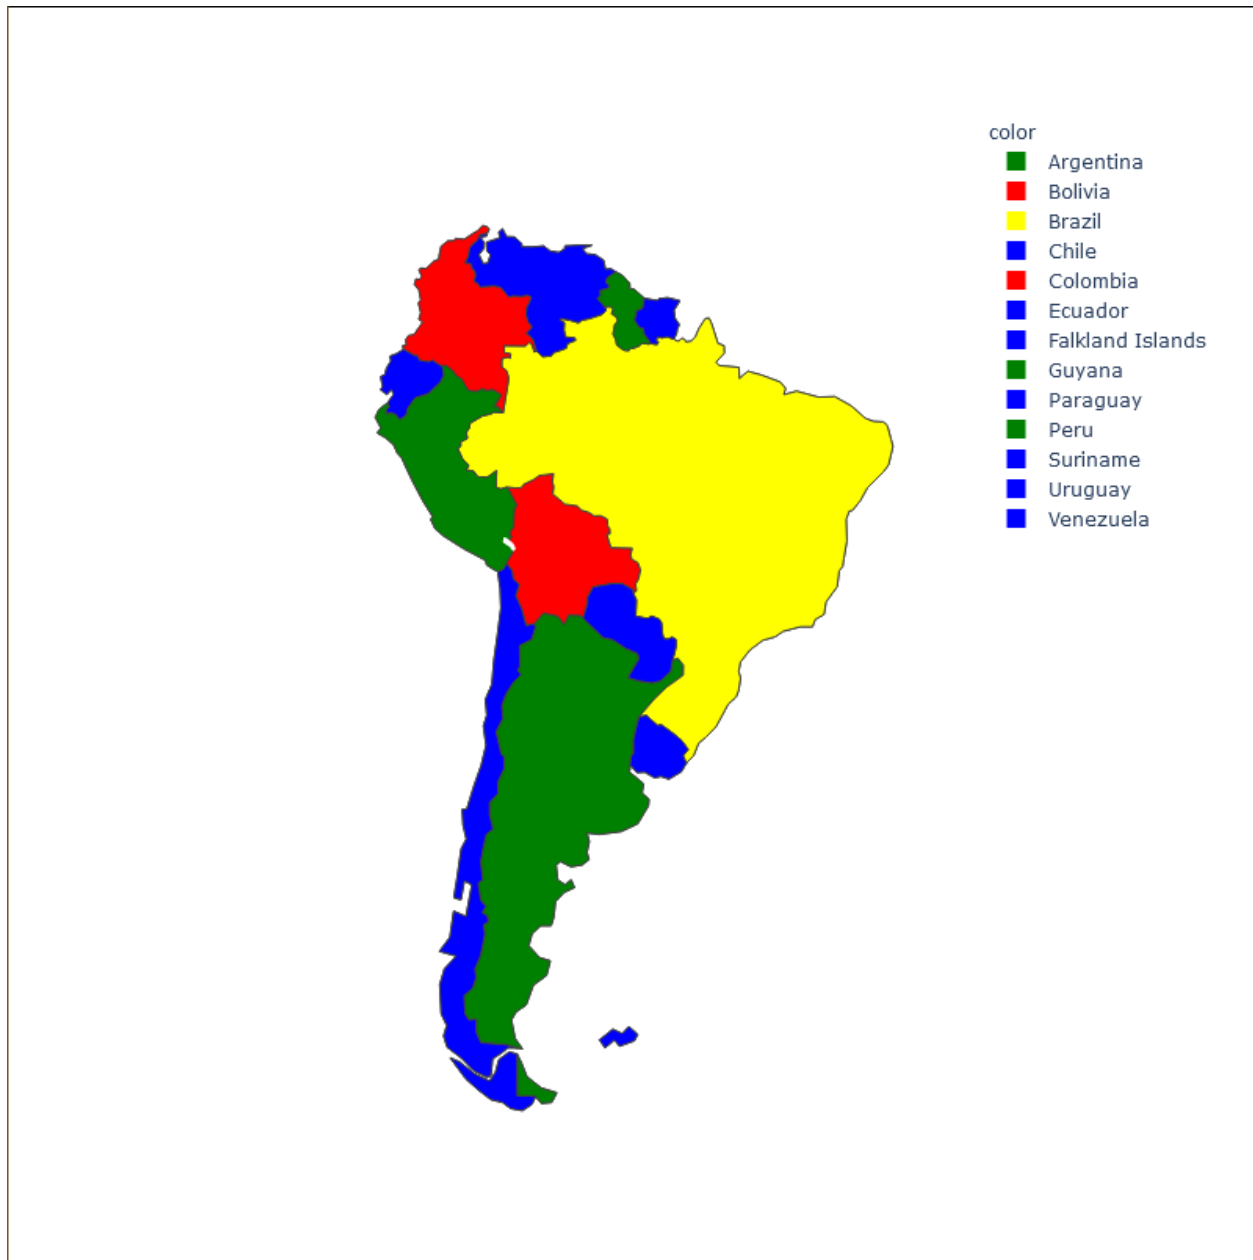 color
Argentina
Bolivia
Brazil
Chile
Colombia
Ecuador
Falkland Islands
Guyana
Paraguay
Peru
Suriname
Uruguay
Venezuela